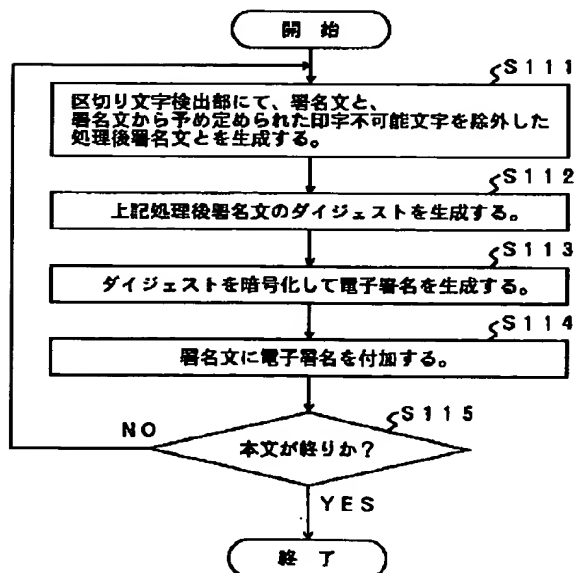 開 始
S111
区切り文字検出部にて、署名文と、
署名文から予め定められた印字不可能文字を除外した
処理後署名文とを生成する。
S112
上記処理後署名文のダイジェストを生成する。
S113
ダイジェストを暗号化して電子署名を生成する。
S114
署名文に電子署名を付加する。
S115
本文が終りか?
NO
YES
終 了